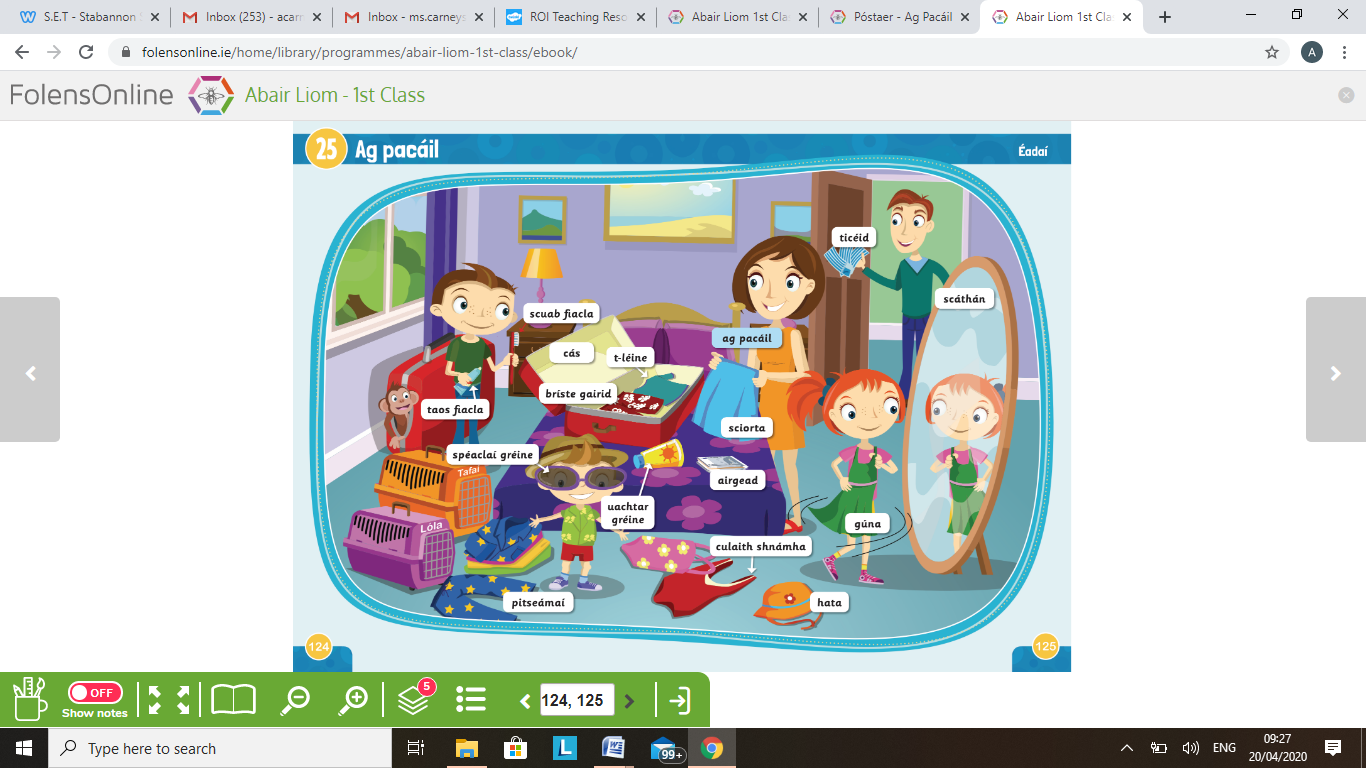 S.E.T - Stabannon
Inbox (253) - acar
Inbox - ms.carneys
ROI Teaching Reso
Abair Liom 1st Cla
Póstaer - Ag Pacáil
Abair Liom 1st Cla
folensonline.ie/home/library/programmes/abair-liom-1st-class/ebook/
A
FolensOnline
Abair Liom - 1st Class
25 Ag pacáil
Éadaí
ticéid
scáthán
scuab fiacla
ag pacáil
cás
t-léine
bríste gairid
taos fiacla
sciorta
spéaclaí gréine
Tafaí
airgead
uachtar
gréine
gúna
Lóla
culaith shnámha
pitseámaí
hata
124
125
OFF
Show notes
5
124, 125
Type here to search
L
99+
ENG
09:27
20/04/2020